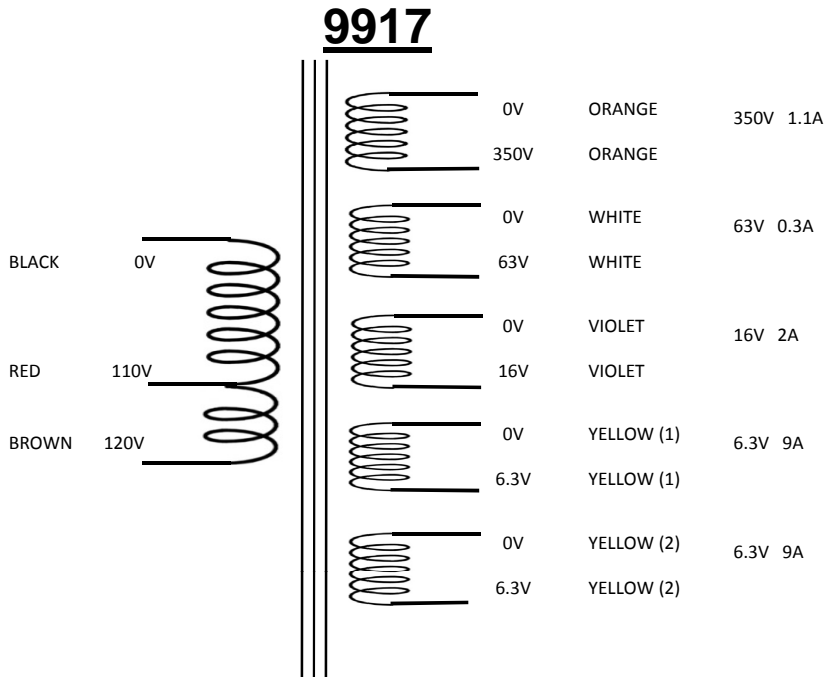 9917
0V ORANGE 350V 1.1A
350V ORANGE
0V WHITE 63V 0.3A
63V WHITE
BLACK 0V
0V VIOLET 16V 2A
RED 110V 16V VIOLET
0V YELLOW (1) 6.3V 9A
BROWN 120V
6.3V YELLOW (1)
0V YELLOW (2) 6.3V 9A
6.3V YELLOW (2)